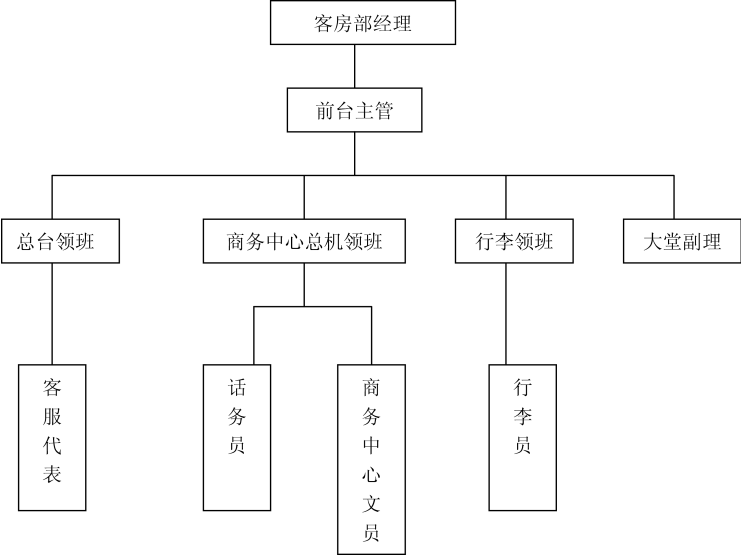 客房部经理
前台主管
总台领班
商务中心总机领班
行李领班
大堂副理
客服代表
话务员
商务中心文员
行李员